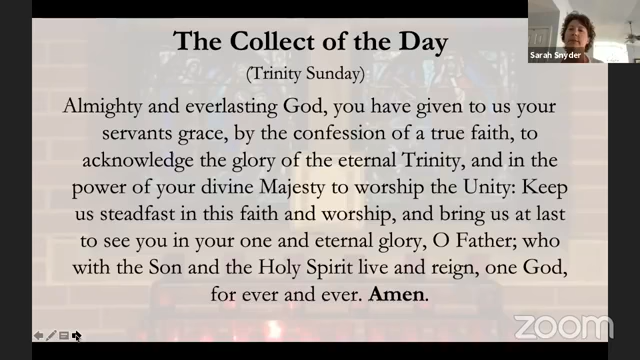 The Collect of the Day
(Trinity Sunday)
Almighty and everlasting God, you have given to us your
servants grace, by the confession of a true faith, to
acknowledge the glory of the eternal Trinity, and in the
power of your divine Majesty to worship the Unity: Keep
us steadfast in this faith and worship, and bring us at last
to see you in your one and eternal glory, O Father; who
with the Son and the Holy Spirit live and reign, one God,
for ever and ever. Amen.
Sarah Snyder
zoom